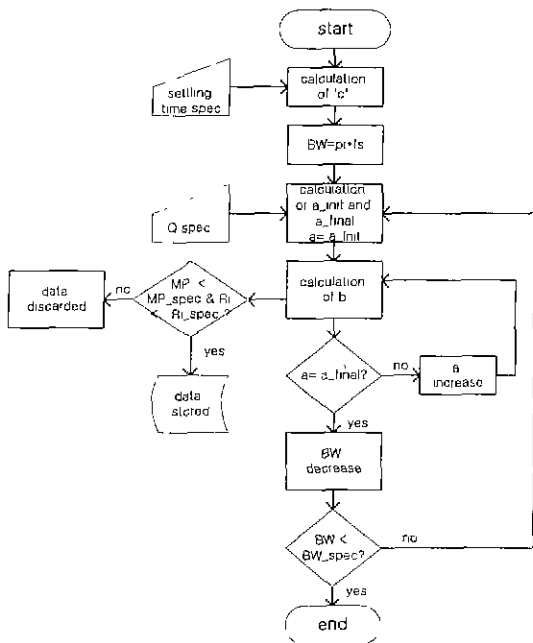 start
settling
time spec
calculation
of 'c'
BW=pi*fs
Q spec
calculation
of a_init and
a_final
a= a_init
data
discarded
no
MP <
MP_spec & Ri
< Ri_spec ?
yes
data
stored
calculation
of b
a= a_final?
no
a
increase
yes
BW
decrease
BW <
BW_spec?
no
yes
end